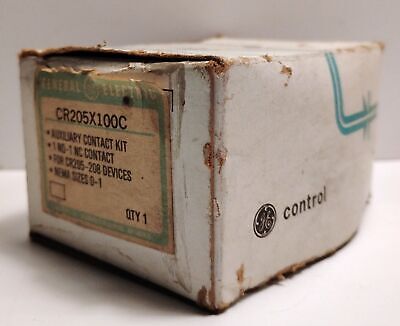 GENERAL ELECTRIC
CR205X100C
• AUXILIARY CONTACT KIT
• 1 NO-1 NC CONTACT
• FOR CR205-208 DEVICES
• NEMA SIZES 0-1
QTY 1
GE control